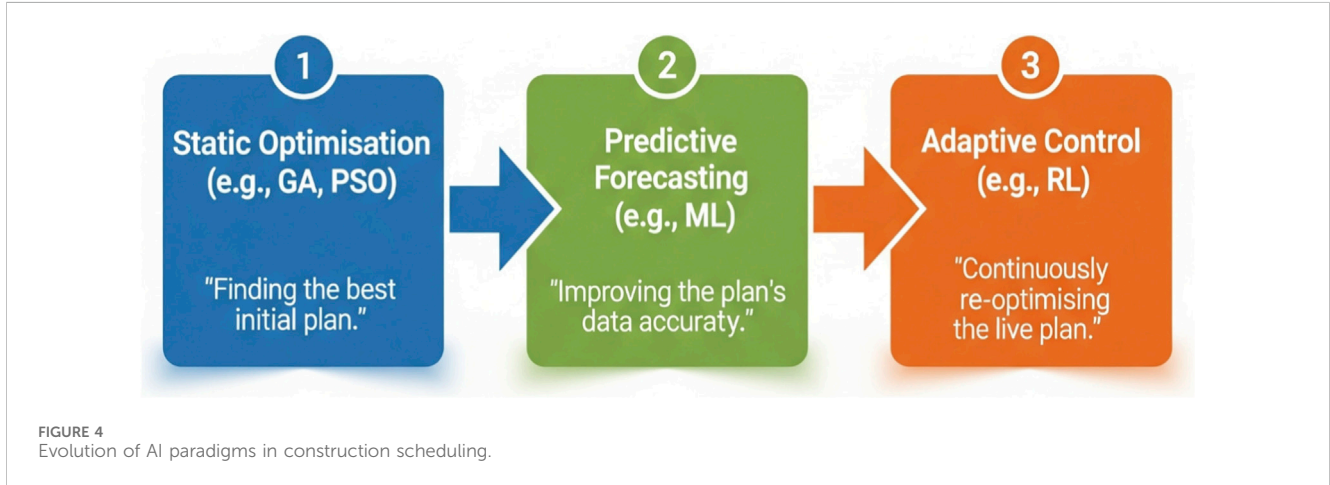 1
Static Optimisation
(e.g., GA, PSO)
"Finding the best
initial plan."
2
Predictive
Forecasting
(e.g., ML)
"Improving the plan's
data accuraty."
3
Adaptive Control
(e.g., RL)
"Continuously
re-optimising
the live plan."
FIGURE 4
Evolution of AI paradigms in construction scheduling.